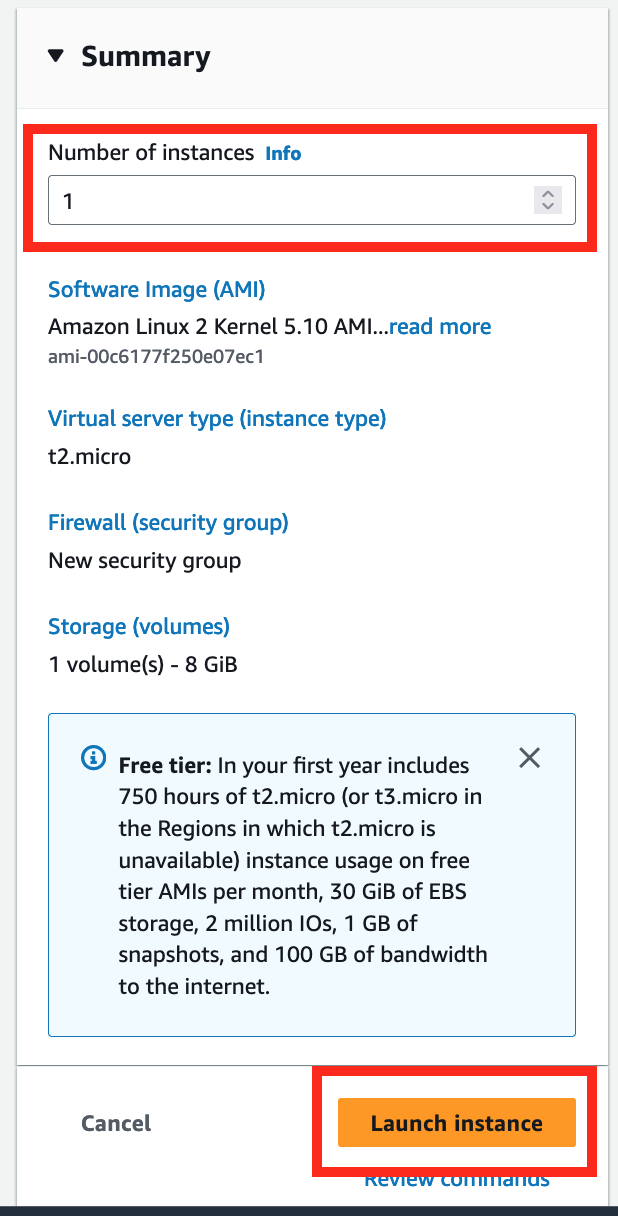 Summary
Number of instances Info
1
Software Image (AMI)
Amazon Linux 2 Kernel 5.10 AMI...read more
ami-00c6177f250e07ec1
Virtual server type (instance type)
t2.micro
Firewall (security group)
New security group
Storage (volumes)
1 volume(s) - 8 GiB
Free tier: In your first year includes
750 hours of t2.micro (or t3.micro in
the Regions in which t2.micro is
unavailable) instance usage on free
tier AMIs per month, 30 GiB of EBS
storage, 2 million IOs, 1 GB of
snapshots, and 100 GB of bandwidth
to the internet.
Cancel
Launch instance
Review commands